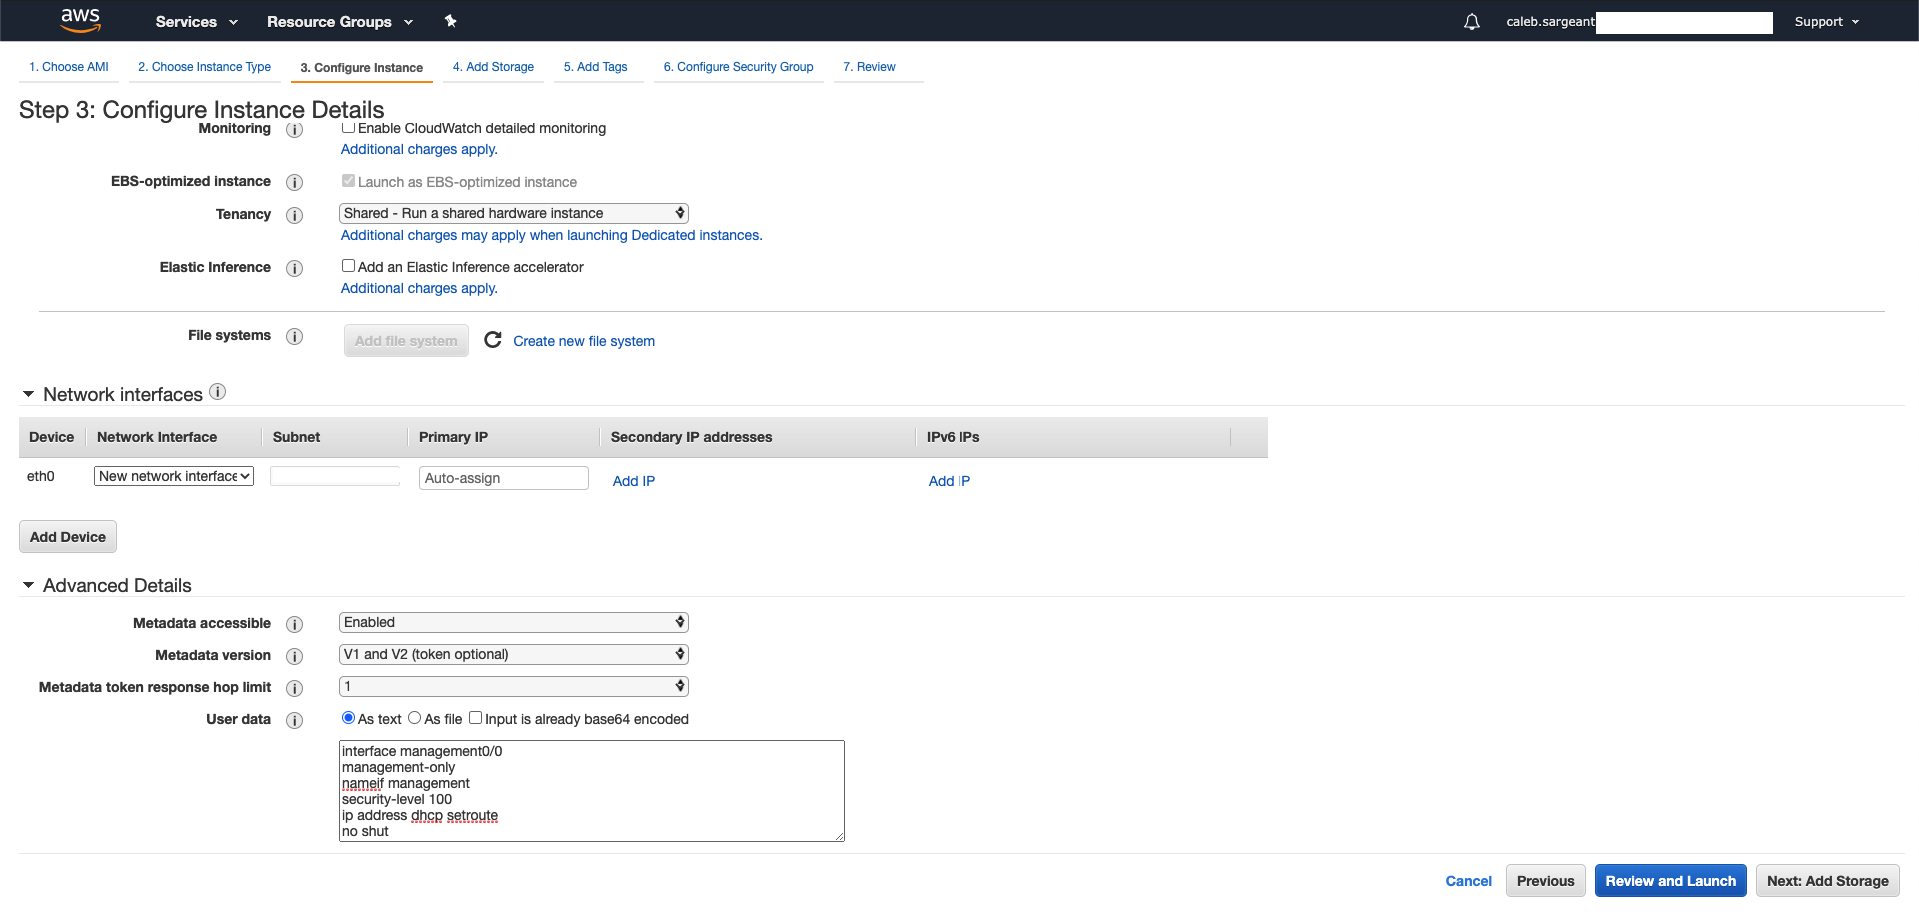 aws Services Resource Groups caleb.sargeant Support
1. Choose AMI 2. Choose Instance Type 3. Configure Instance 4. Add Storage 5. Add Tags 6. Configure Security Group 7. Review
Step 3: Configure Instance Details
Monitoring i Enable CloudWatch detailed monitoring
Additional charges apply.
EBS-optimized instance i Launch as EBS-optimized instance
Tenancy i Shared - Run a shared hardware instance
Additional charges may apply when launching Dedicated instances.
Elastic Inference i Add an Elastic Inference accelerator
Additional charges apply.
File systems i Add file system Create new file system
Network interfaces i
Device Network Interface Subnet Primary IP Secondary IP addresses IPv6 IPs
eth0 New network interface Auto-assign Add IP Add IP
Add Device
Advanced Details
Metadata accessible i Enabled
Metadata version i V1 and V2 (token optional)
Metadata token response hop limit i 1
User data i As text As file Input is already base64 encoded
interface management0/0
management-only
nameif management
security-level 100
ip address dhcp setroute
no shut
Cancel Previous Review and Launch Next: Add Storage